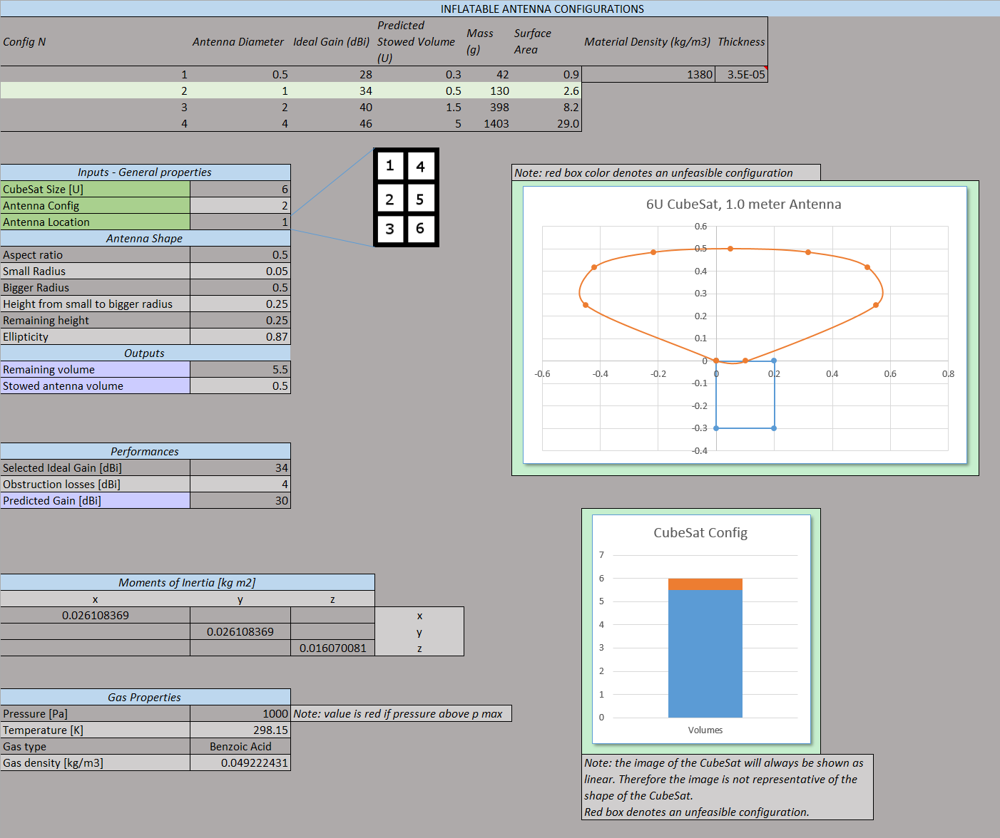 INFLATABLE ANTENNA CONFIGURATIONS
Config N Antenna Diameter Ideal Gain (dBi) Predicted Stowed Volume (U) Mass (g) Surface Area Material Density (kg/m3) Thickness
1 0.5 28 0.3 42 0.9 1380 3.5E-05
2 1 34 0.5 130 2.6
3 2 40 1.5 398 8.2
4 4 46 5 1403 29.0
1 4
2 5
3 6
Inputs - General properties
CubeSat Size [U] 6
Antenna Config 2
Antenna Location 1
Antenna Shape
Aspect ratio 0.5
Small Radius 0.05
Bigger Radius 0.5
Height from small to bigger radius 0.25
Remaining height 0.25
Ellipticity 0.87
Outputs
Remaining volume 5.5
Stowed antenna volume 0.5
Note: red box color denotes an unfeasible configuration
6U CubeSat, 1.0 meter Antenna
0.6
0.5
0.4
0.3
0.2
0.1
0
-0.6 -0.4 -0.2 0 0.2 0.4 0.6 0.8
-0.1
-0.2
-0.3
-0.4
Performances
Selected Ideal Gain [dBi] 34
Obstruction losses [dBi] 4
Predicted Gain [dBi] 30
CubeSat Config
7
6
5
4
3
2
1
0
Volumes
Moments of Inertia [kg m2]
x y z
0.026108369 x
0.026108369 y
0.016070081 z
Gas Properties
Pressure [Pa] 1000 Note: value is red if pressure above p max
Temperature [K] 298.15
Gas type Benzoic Acid
Gas density [kg/m3] 0.049222431
Note: the image of the CubeSat will always be shown as
linear. Therefore the image is not representative of the
shape of the CubeSat.
Red box denotes an unfeasible configuration.